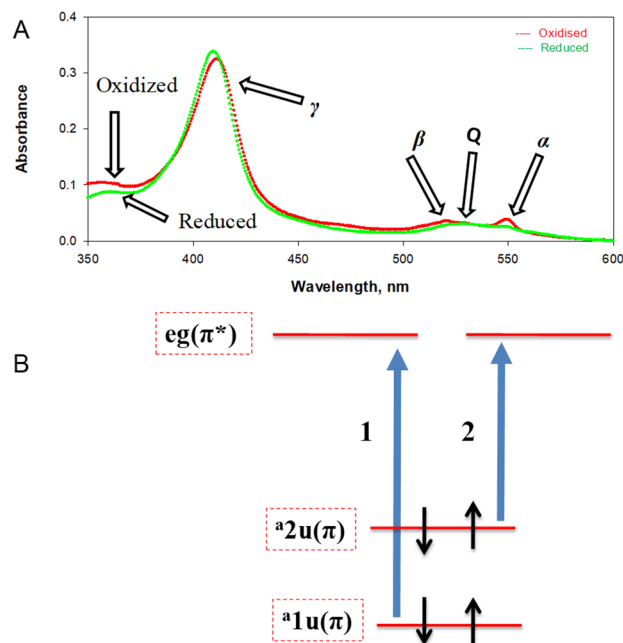 A
Oxidised
Reduced
0.4
0.3
0.2
0.1
0.0
Absorbance
Oxidized
Reduced
γ
β
Q
α
350
400
450
500
550
600
Wavelength, nm
B
eg(π*)
1
2
a2u(π)
a1u(π)